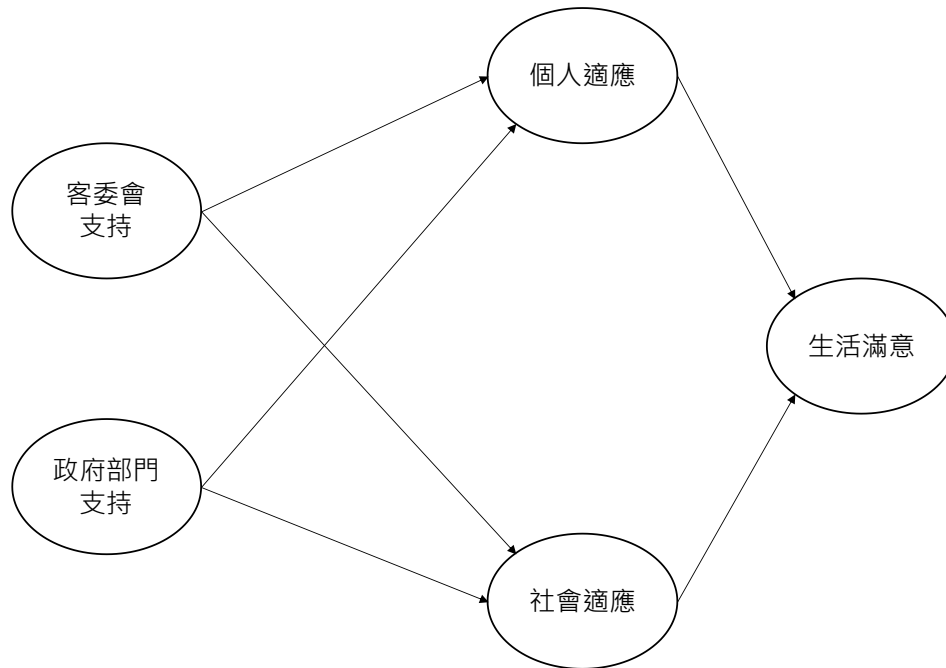 個人適應
客委會
支持
生活滿意
政府部門
支持
社會適應